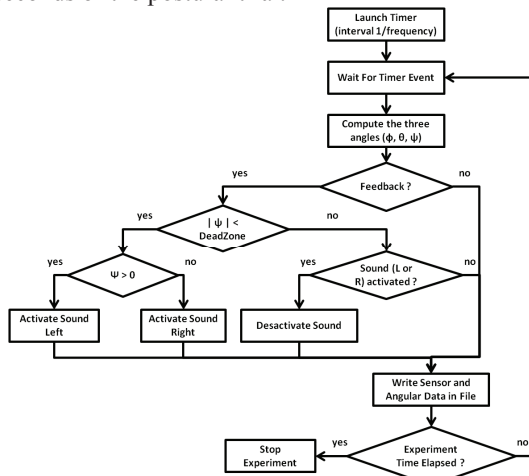 Launch Timer
(interval 1/frequency)
Wait For Timer Event
Compute the three
angles (ϕ, θ, ψ)
yes
Feedback ?
no
yes
| ψ | <
DeadZone
no
yes
Ψ > 0
no
yes
Sound (L or
R) activated ?
no
Activate Sound
Left
Activate Sound
Right
Desactivate Sound
Write Sensor and
Angular Data in File
Stop
Experiment
yes
Experiment
Time Elapsed ?
no